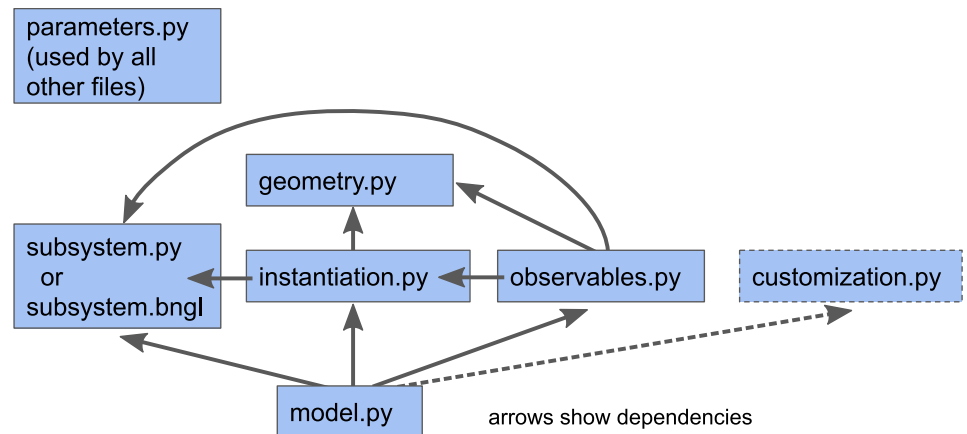 parameters.py
(used by all
other files)
geometry.py
subsystem.py
or
subsystem.bngl
instantiation.py
observables.py
customization.py
model.py
arrows show dependencies